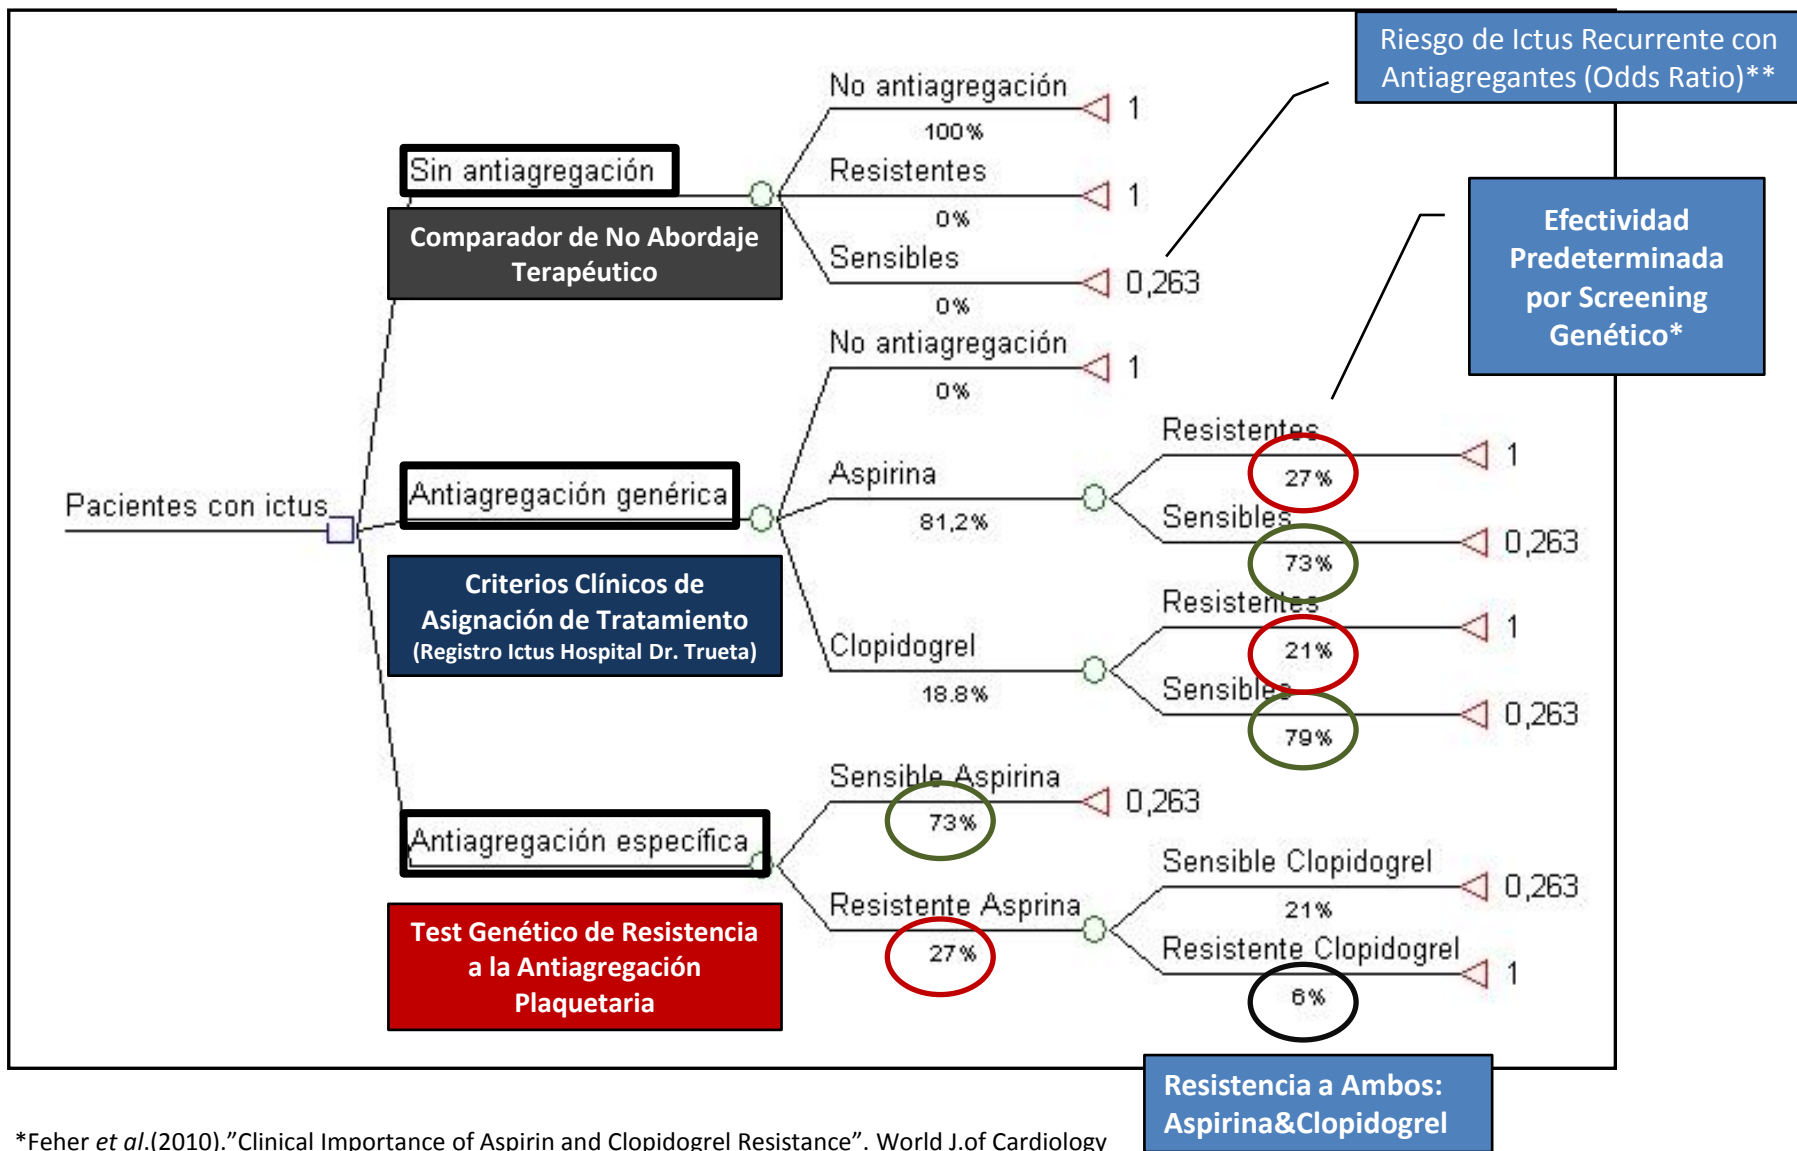 Riesgo de Ictus Recurrente con
Antiagregantes (Odds Ratio)**
No antiagregación
1
100%
Sin antiagregación
Resistentes
1
0%
Comparador de No Abordaje
Terapéutico
Sensibles
0,263
0%
Efectividad
Predeterminada
por Screening
Genético*
No antiagregación
1
0%
Pacientes con ictus
Antiagregación genérica
Aspirina
81,2%
Resistentes
1
27%
Sensibles
0,263
73%
Criterios Clínicos de
Asignación de Tratamiento
(Registro Ictus Hospital Dr. Trueta)
Clopidogrel
18.8%
Resistentes
1
21%
Sensibles
0,263
79%
Antiagregación específica
Sensible Aspirina
0,263
73%
Resistente Asprina
27%
Sensible Clopidogrel
0,263
21%
Resistente Clopidogrel
1
6%
Test Genético de Resistencia
a la Antiagregación
Plaquetaria
Resistencia a Ambos:
Aspirina&Clopidogrel
*Feher et al.(2010).”Clinical Importance of Aspirin and Clopidogrel Resistance”. World J.of Cardiology